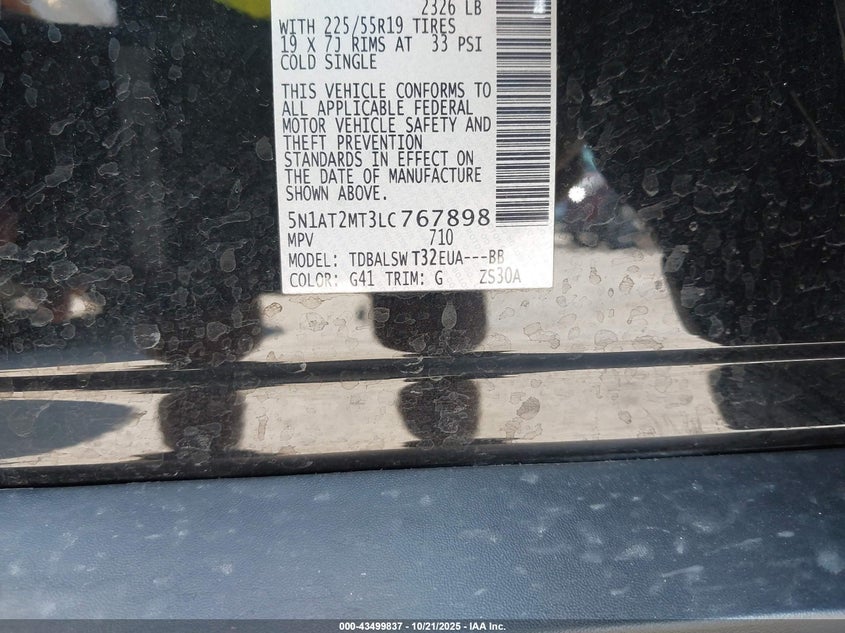 2326 LB
WITH 225/55R19 TIRES
19 X 7J RIMS AT 33 PSI
COLD SINGLE
THIS VEHICLE CONFORMS TO
ALL APPLICABLE FEDERAL
MOTOR VEHICLE SAFETY AND
THEFT PREVENTION
STANDARDS IN EFFECT ON
THE DATE OF MANUFACTURE
SHOWN ABOVE.
5N1AT2MT3LC767898
MPV 710
MODEL: TDBALSWT32EUA---BB
COLOR: G41 TRIM: G ZS30A
000-43499837 - 10/21/2025 - IAA Inc.